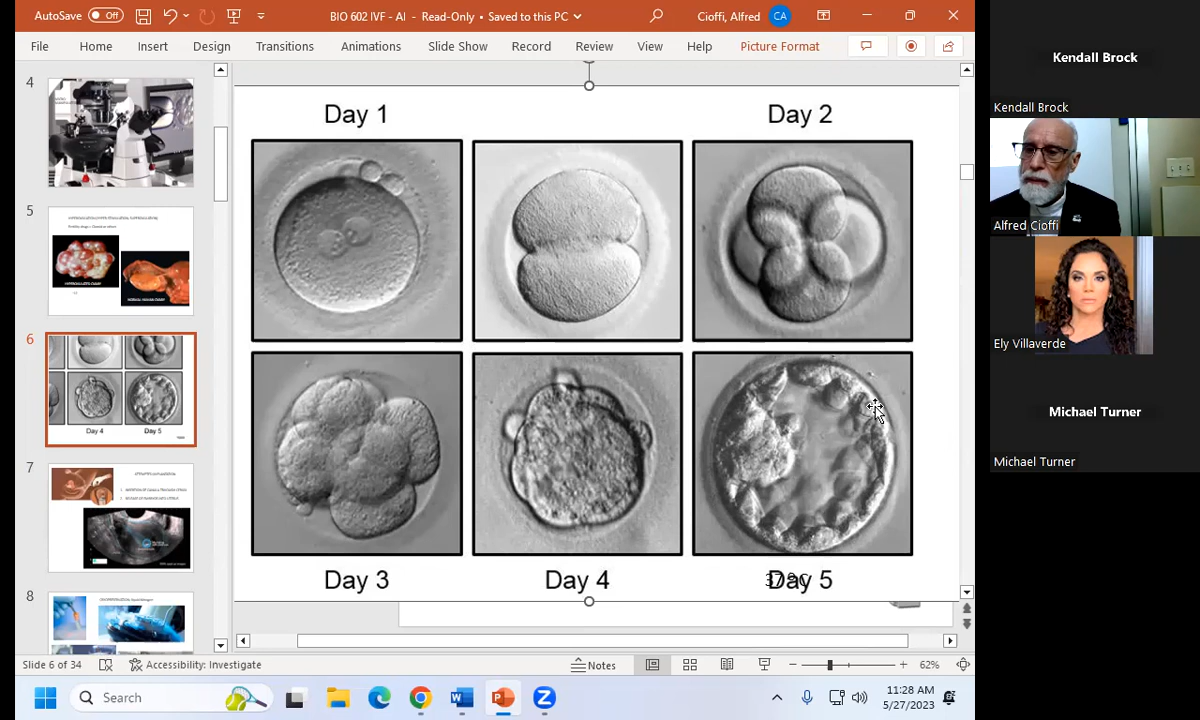 AutoSave Off BIO 602 IVF - AI - Read-Only • Saved to this PC Cioffi, Alfred CA
File Home Insert Design Transitions Animations Slide Show Record Review View Help Picture Format
4
5
6
Day 4 Day 5
7
8
Day 1 Day 2
Day 3 Day 4 Day 5
37°C
Slide 6 of 34 Accessibility: Investigate Notes 62%
Search
11:28 AM
5/27/2023
Kendall Brock
Kendall Brock
Alfred Cioffi
Ely Villaverde
Michael Turner
Michael Turner